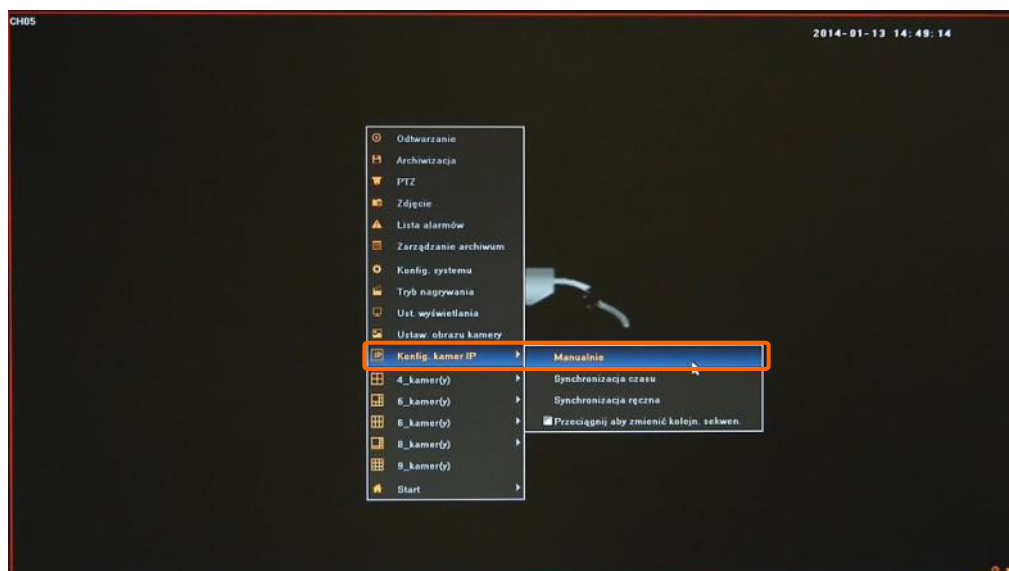 CH05
2014-01-13 14:49:14
Odtwarzanie
Archiwizacja
PTZ
Zdjęcie
Lista alarmów
Zarządzanie archiwum
Konfig. systemu
Tryb nagrywania
Ust. wyświetlania
Ustaw. obrazu kamery
IP Konfig. kamer IP
Manualnie
4_kamer(y)
Synchronizacja czasu
6_kamer(y)
Synchronizacja ręczna
6_kamer(y)
Przeciągnij aby zmienić kolejn. sekwen.
8_kamer(y)
9_kamer(y)
Start